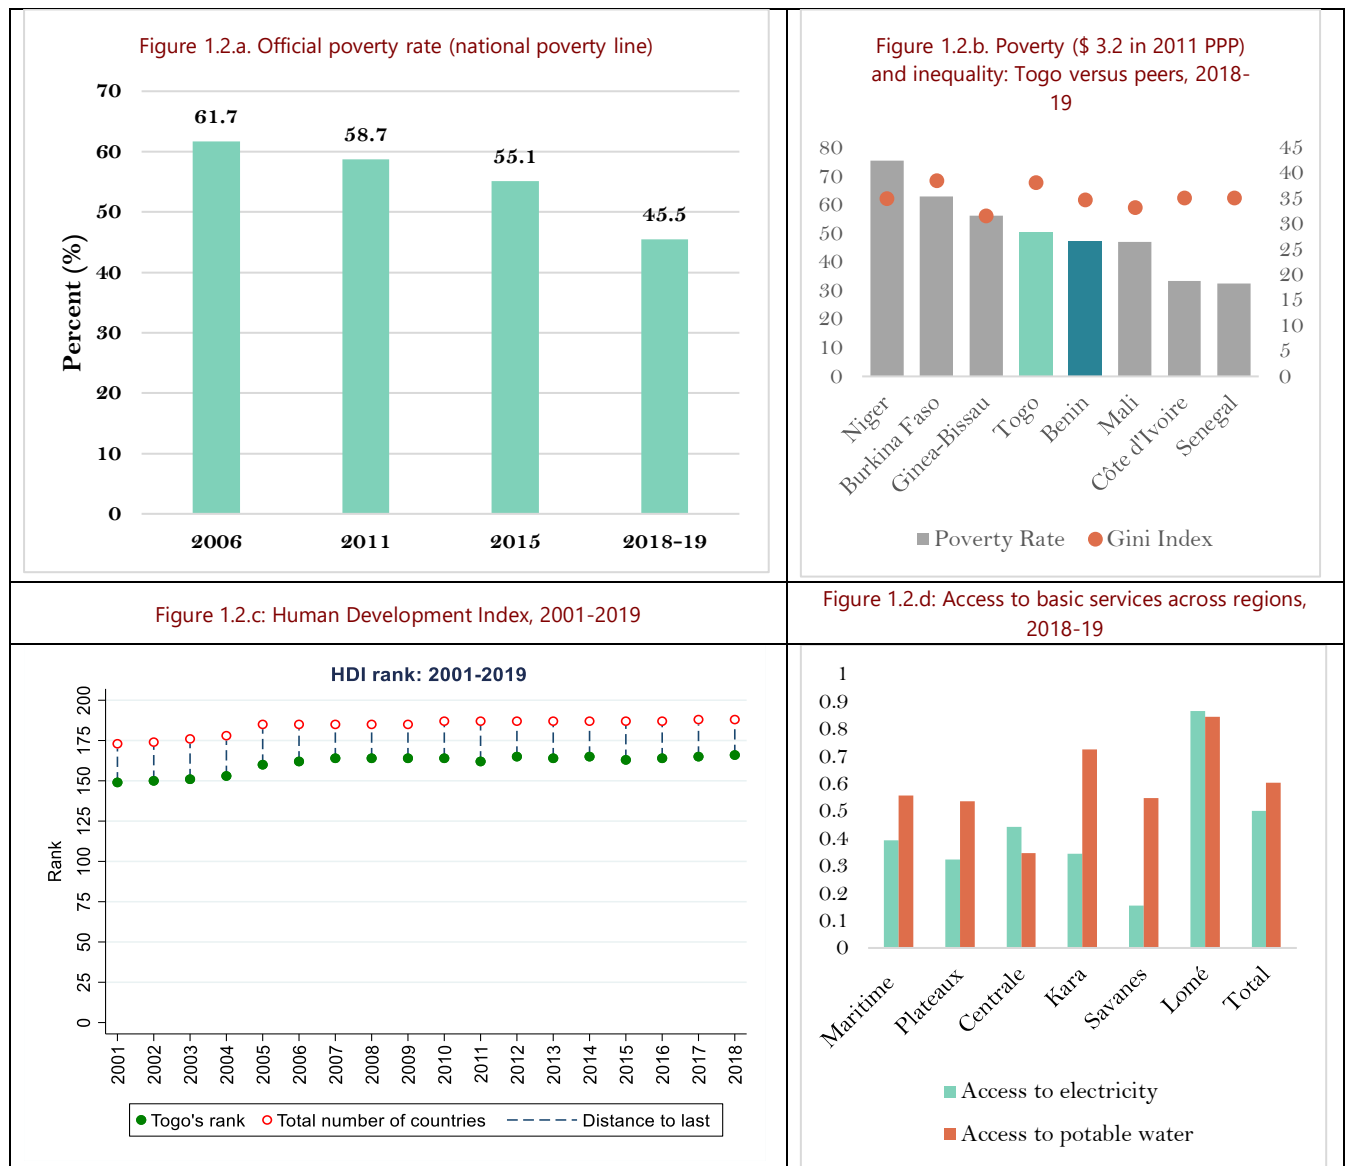 Figure 1.2.a. Official poverty rate (national poverty line)
70
60
50
40
30
20
10
0
Percent (%)
61.7
58.7
55.1
45.5
2006
2011
2015
2018-19
Figure 1.2.b. Poverty ($ 3.2 in 2011 PPP)
and inequality: Togo versus peers, 2018-
19
80
70
60
50
40
30
20
10
0
45
40
35
30
25
20
15
10
5
0
Niger
Burkina Faso
Ginea-Bissau
Togo
Benin
Mali
Côte d'Ivoire
Senegal
Poverty Rate
Gini Index
Figure 1.2.c: Human Development Index, 2001-2019
HDI rank: 2001-2019
Rank
200
175
150
125
100
75
50
25
0
2001
2002
2003
2004
2005
2006
2007
2008
2009
2010
2011
2012
2013
2014
2015
2016
2017
2018
Togo's rank
Total number of countries
Distance to last
Figure 1.2.d: Access to basic services across regions,
2018-19
1
0.9
0.8
0.7
0.6
0.5
0.4
0.3
0.2
0.1
0
Maritime
Plateaux
Centrale
Kara
Savanes
Lomé
Total
Access to electricity
Access to potable water